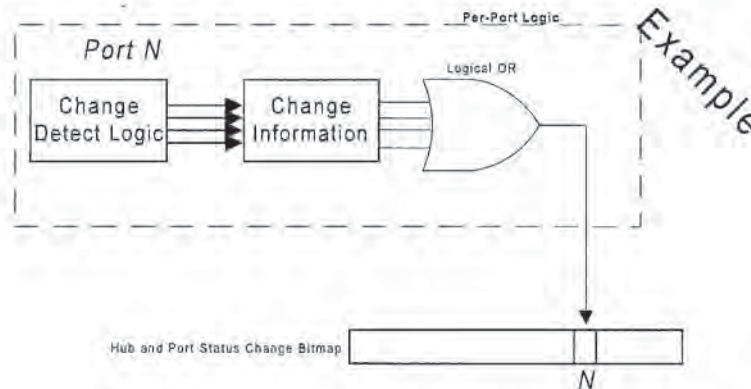 Per-Port Logic
Example
Port N
Logical OR
Change
Detect Logic
Change
Information
Hub and Port Status Change Bitmap
N